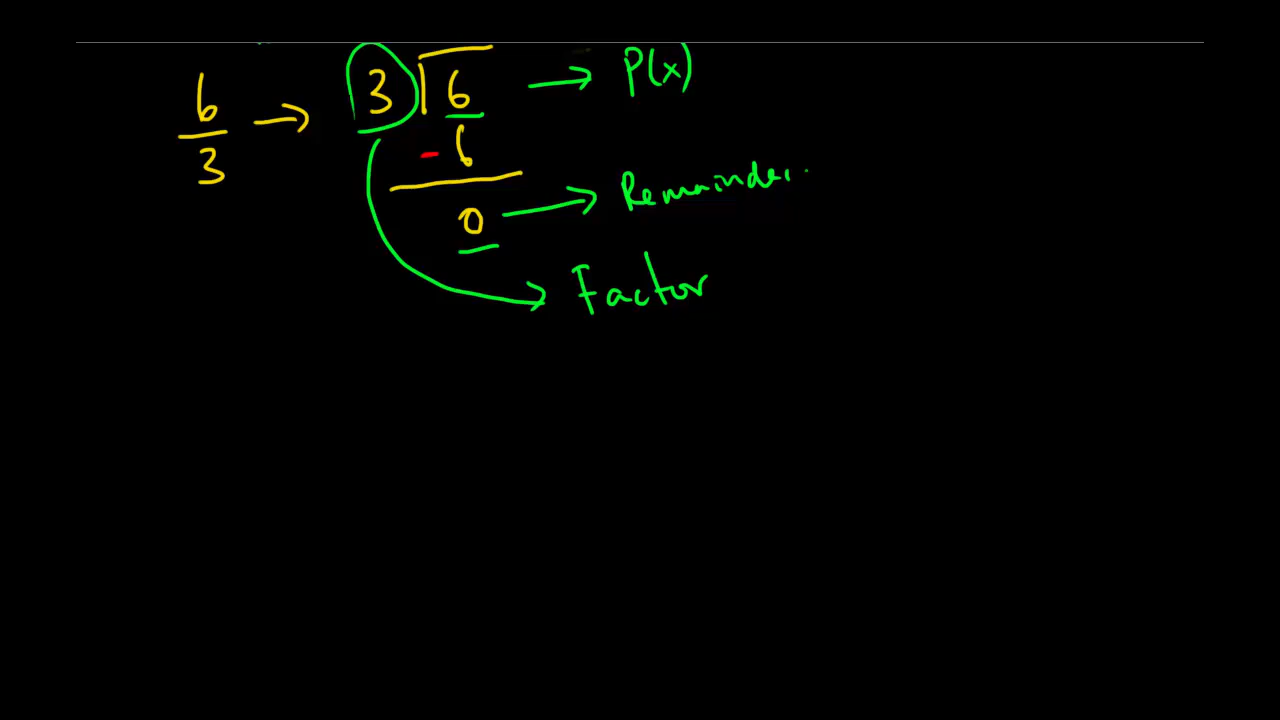 6/3 → 3 | 6 → P(x)
- 6
0 → Remainder
→ Factor